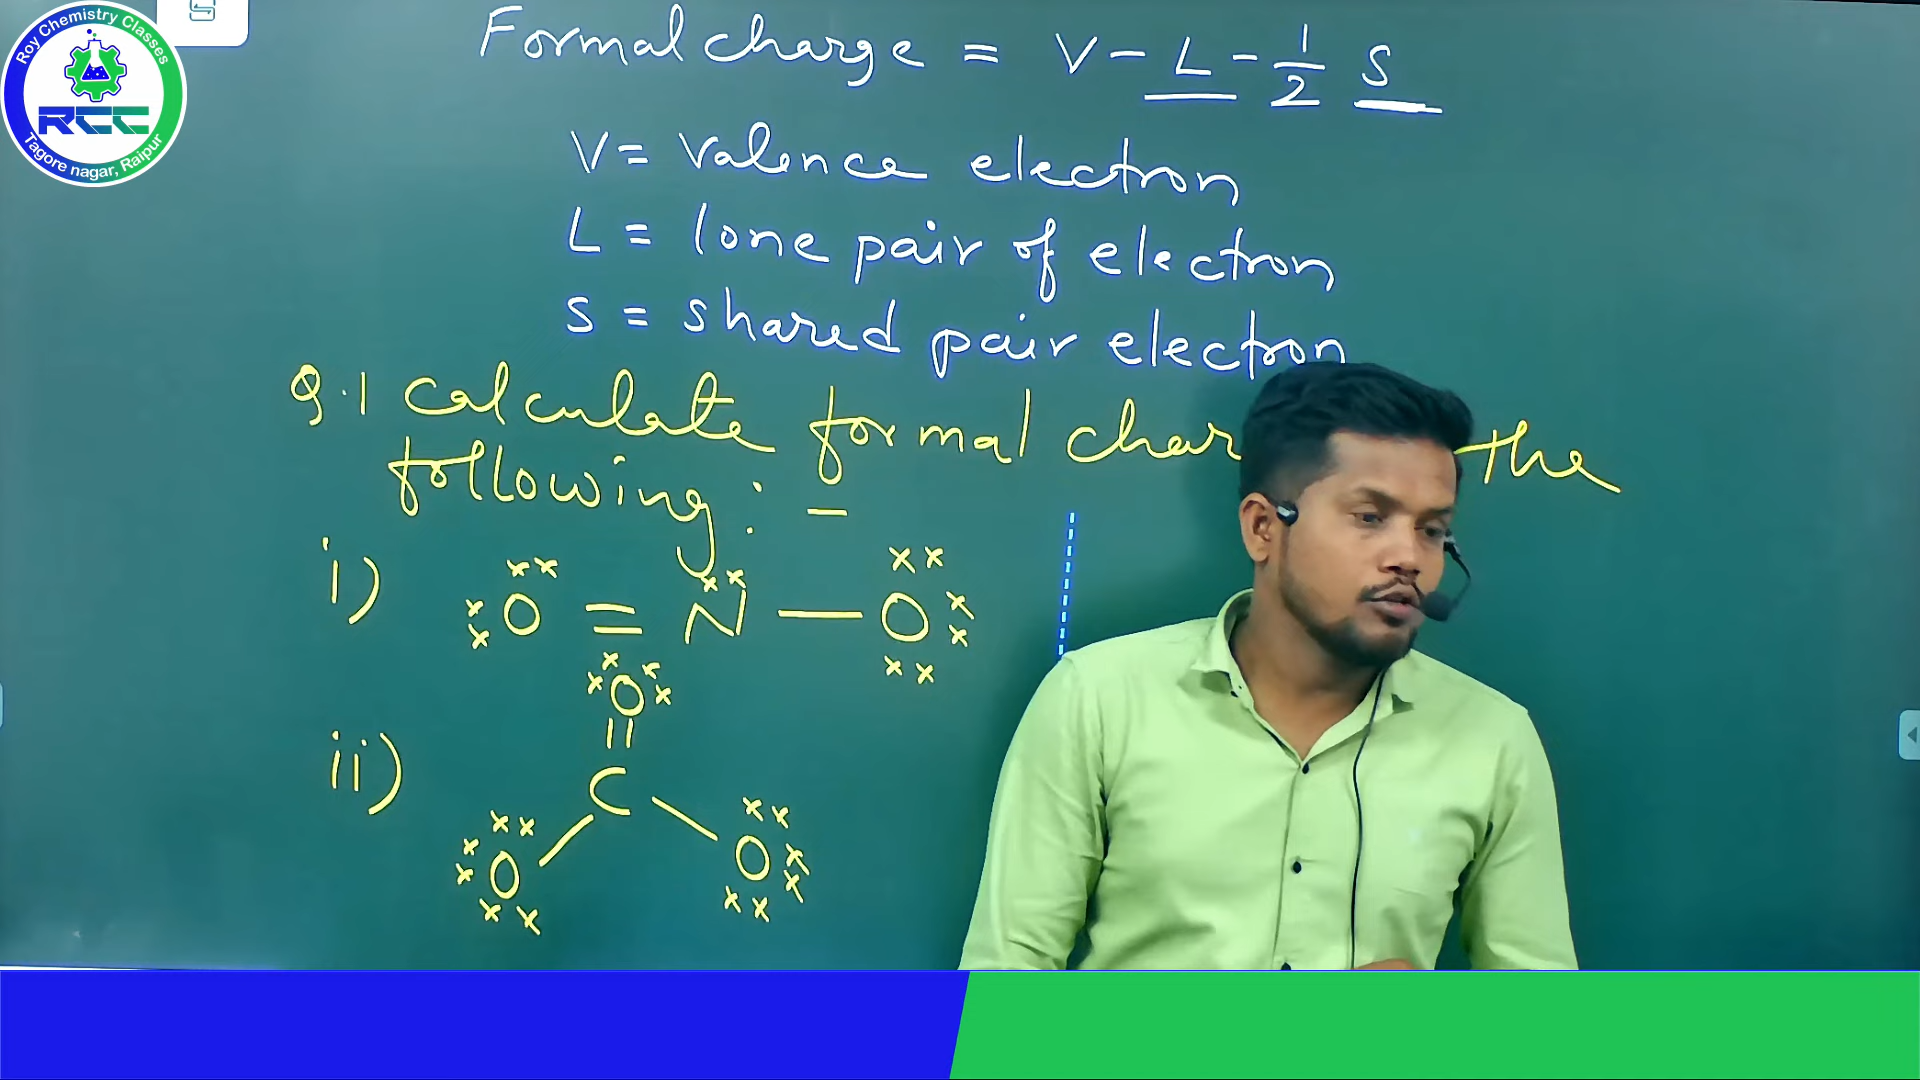 Roy Chemistry Classes
RCC
Tagore nagar, Raipur
Formal charge = V - L - 1/2 S
V = Valence electron
L = lone pair of electron
S = shared pair electron
Q.1 Calculate formal char the
following : -
i) O = N — O
O
ii) C
O O